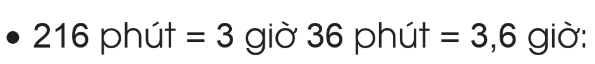 • 216 phút = 3 giờ 36 phút = 3,6 giờ: